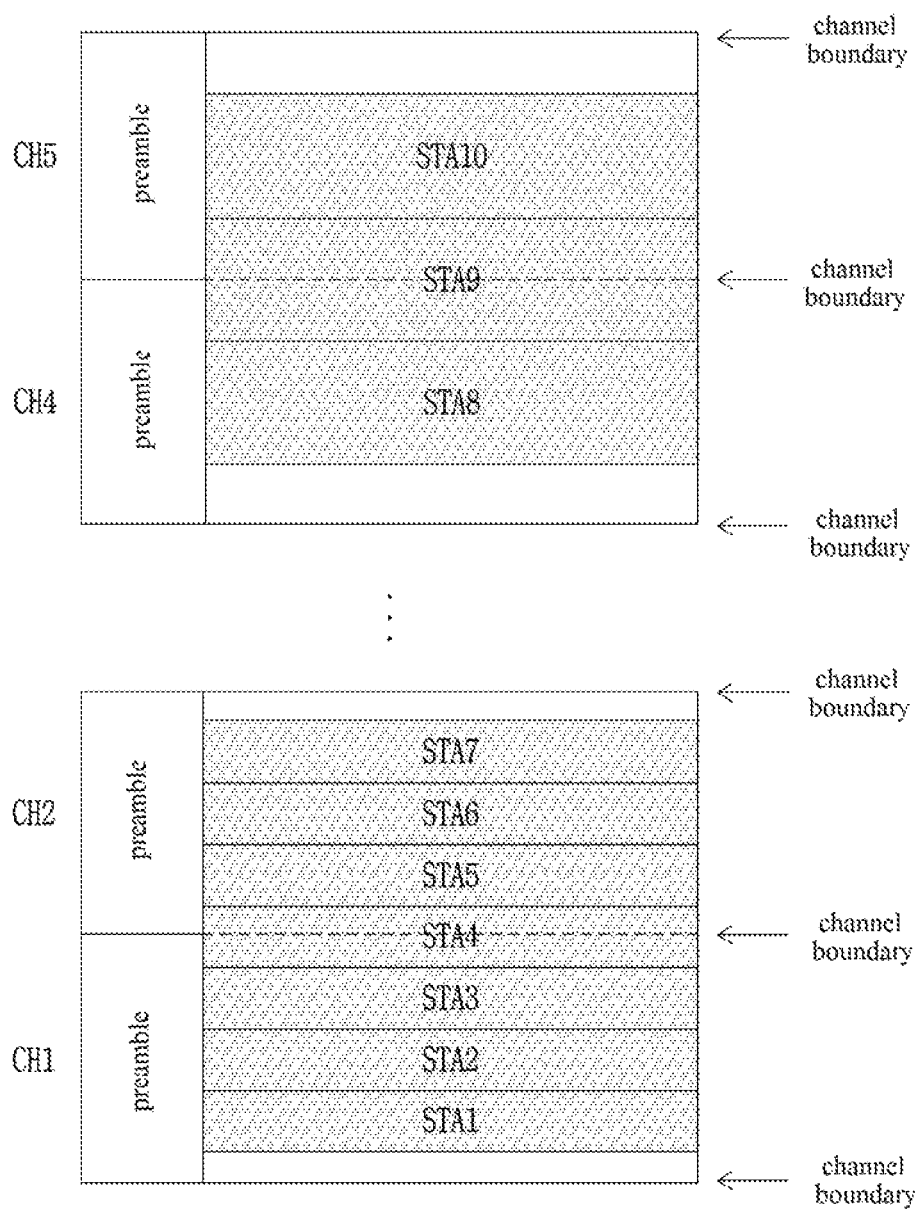 channel
boundary
CH5
preamble
STA10
STA9
channel
boundary
CH4
preamble
STA8
channel
boundary
channel
boundary
CH2
preamble
STA7
STA6
STA5
STA4
channel
boundary
CH1
preamble
STA3
STA2
STA1
channel
boundary